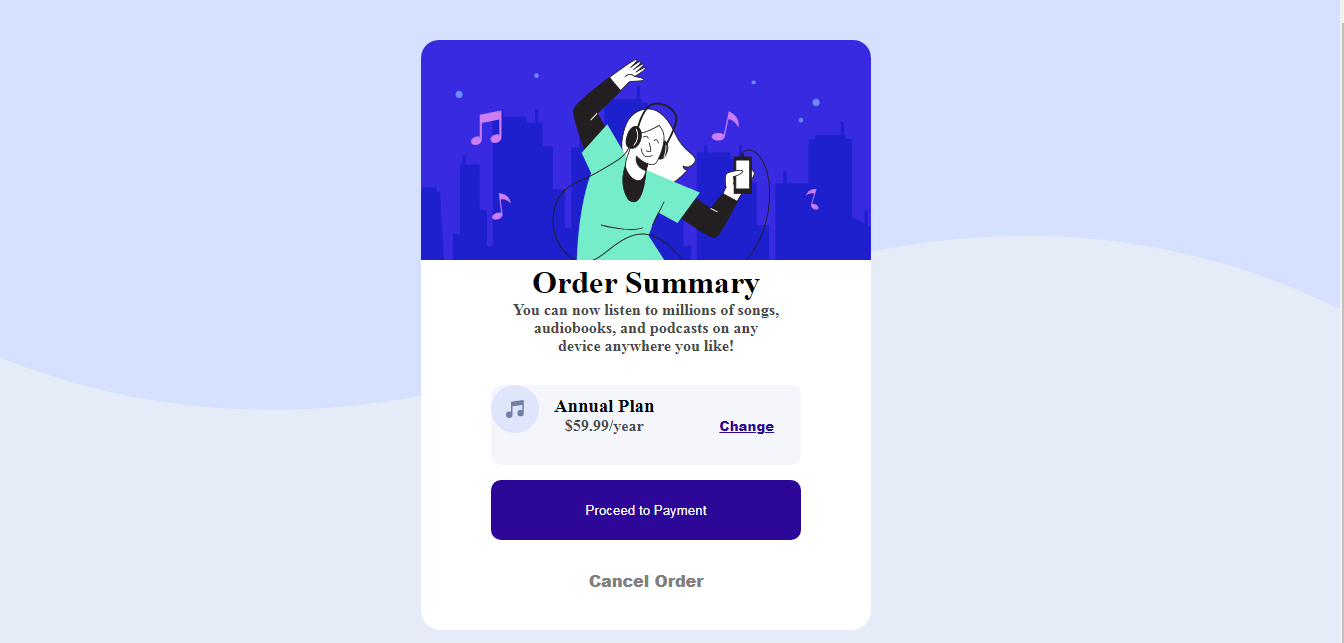 Order Summary
You can now listen to millions of songs,
audiobooks, and podcasts on any
device anywhere you like!
Annual Plan
$59.99/year
Change
Proceed to Payment
Cancel Order